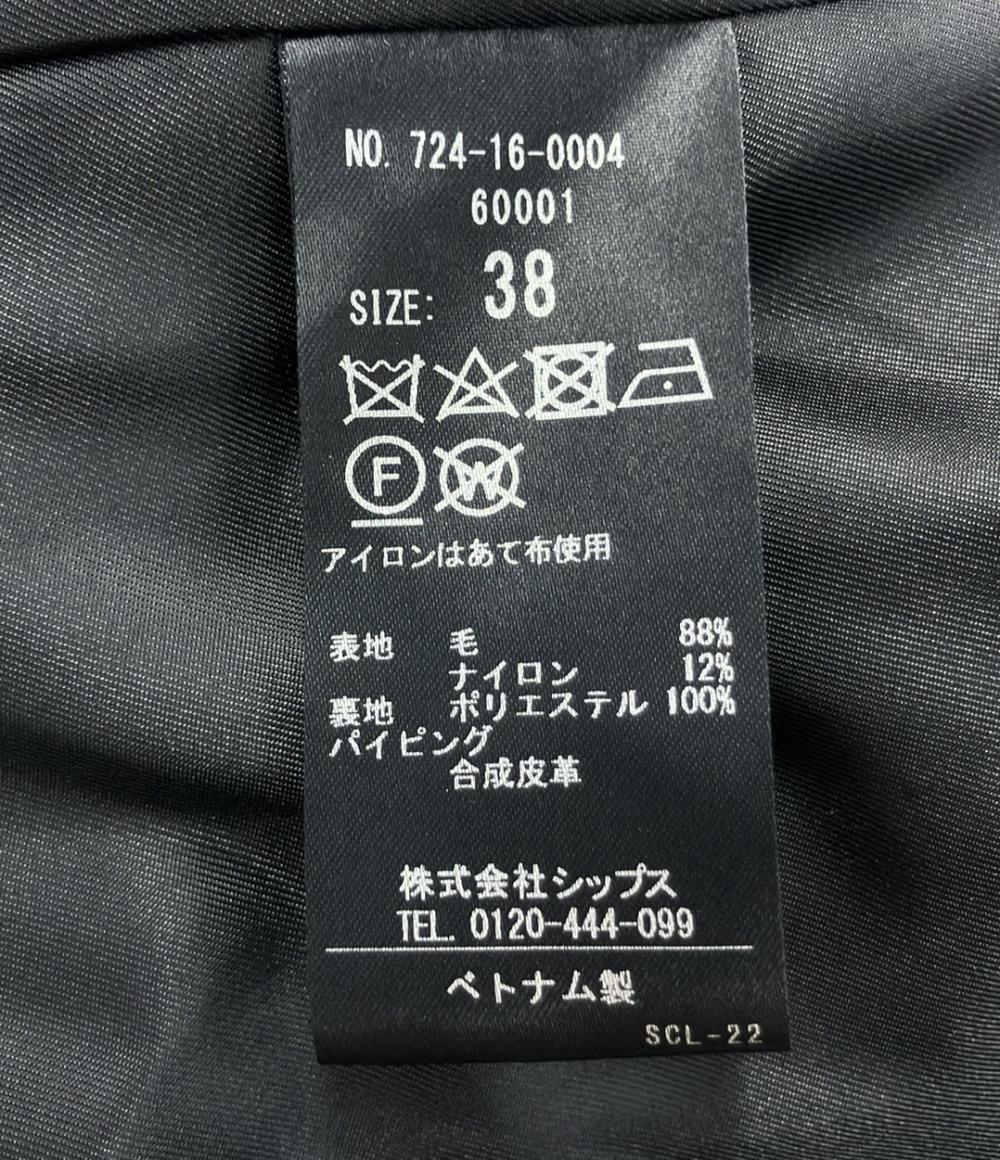 NO. 724-16-0004
60001
SIZE: 38
F W
アイロンはあて布使用
表地 毛 88%
ナイロン 12%
裏地 ポリエステル 100%
パイピング
合成皮革
株式会社シップス
TEL. 0120-444-099
ベトナム製
SCL-22